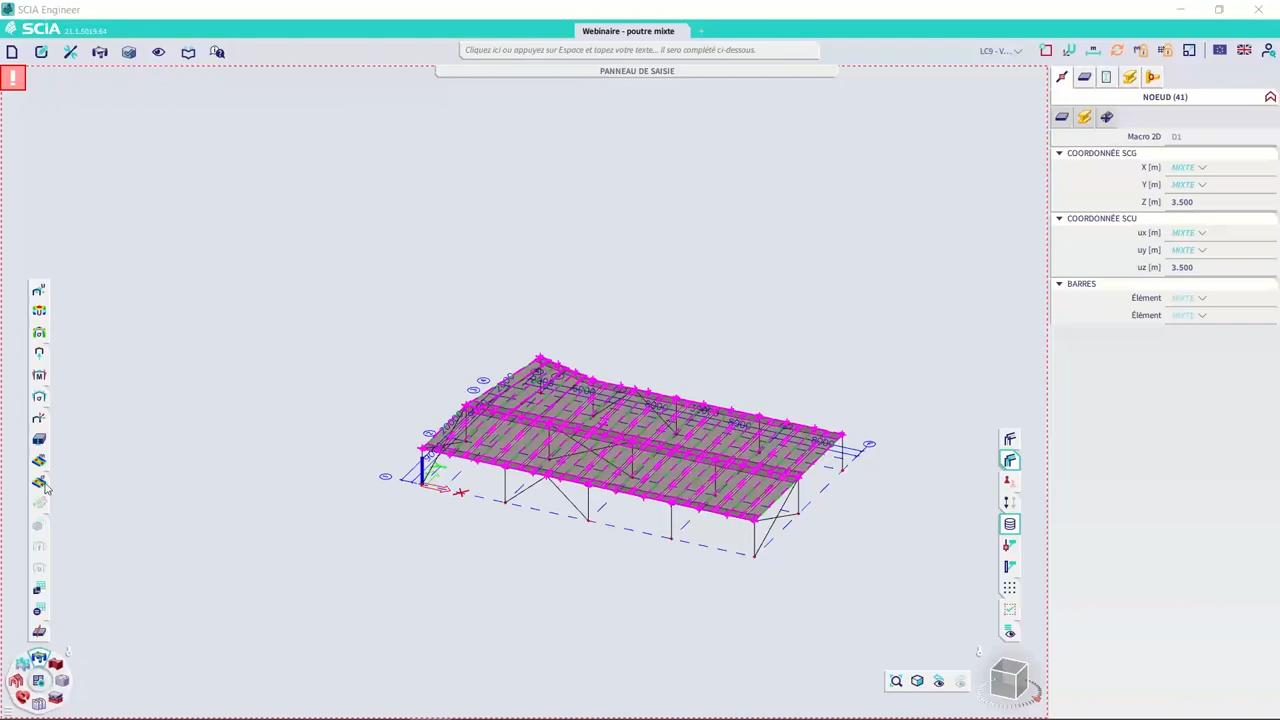 SCIA Engineer
SCIA 21.1.5019.64
Webinaire - poutre mixte
Cliquez ici ou appuyez sur Espace et tapez votre texte... il sero complété ci-dessous.
LC9 - V...
PANNEAU DE SAISIE
NOEUD (41)
Macro 2D D1
COORDONNÉE SCG
X [m] MIXTE
Y [m] MIXTE
Z [m] 3.500
COORDONNÉE SCU
ux [m] MIXTE
uy [m] MIXTE
uz [m] 3.500
BARRES
Élément MIXTE
Élément MIXTE